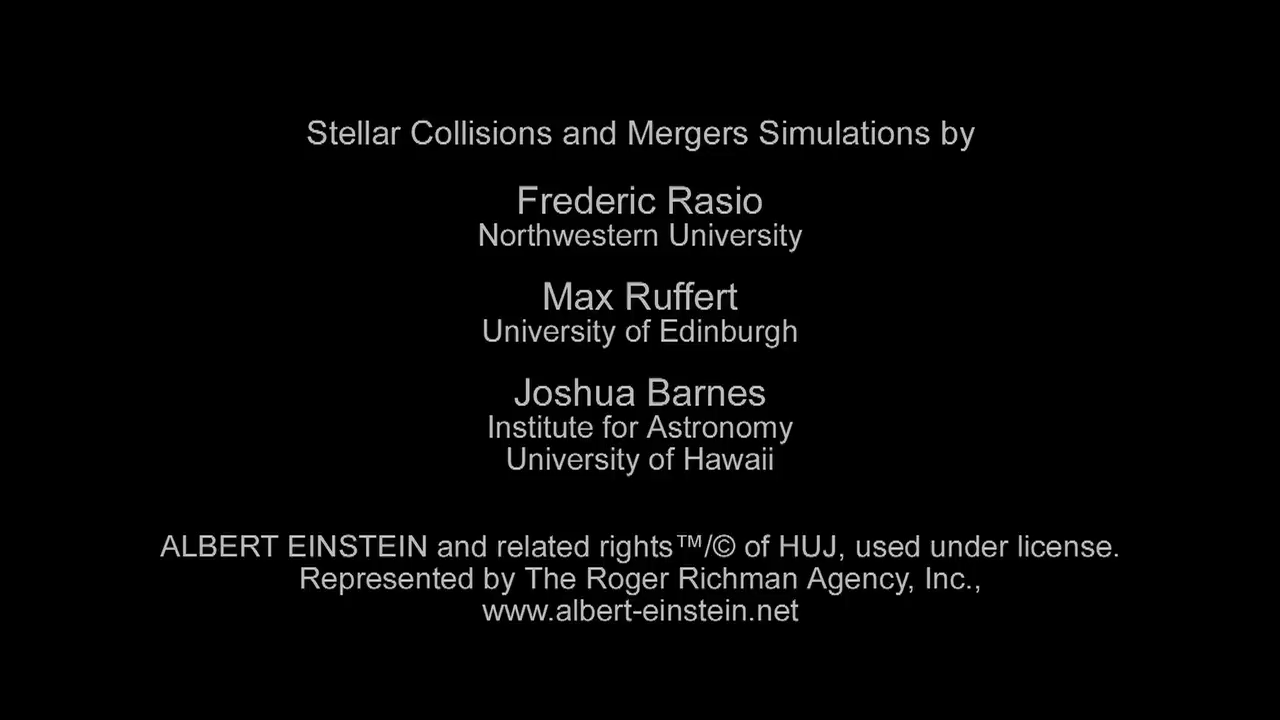 Stellar Collisions and Mergers Simulations by
Frederic Rasio
Northwestern University
Max Ruffert
University of Edinburgh
Joshua Barnes
Institute for Astronomy
University of Hawaii
ALBERT EINSTEIN and related rights™/© of HUJ, used under license.
Represented by The Roger Richman Agency, Inc.,
www.albert-einstein.net